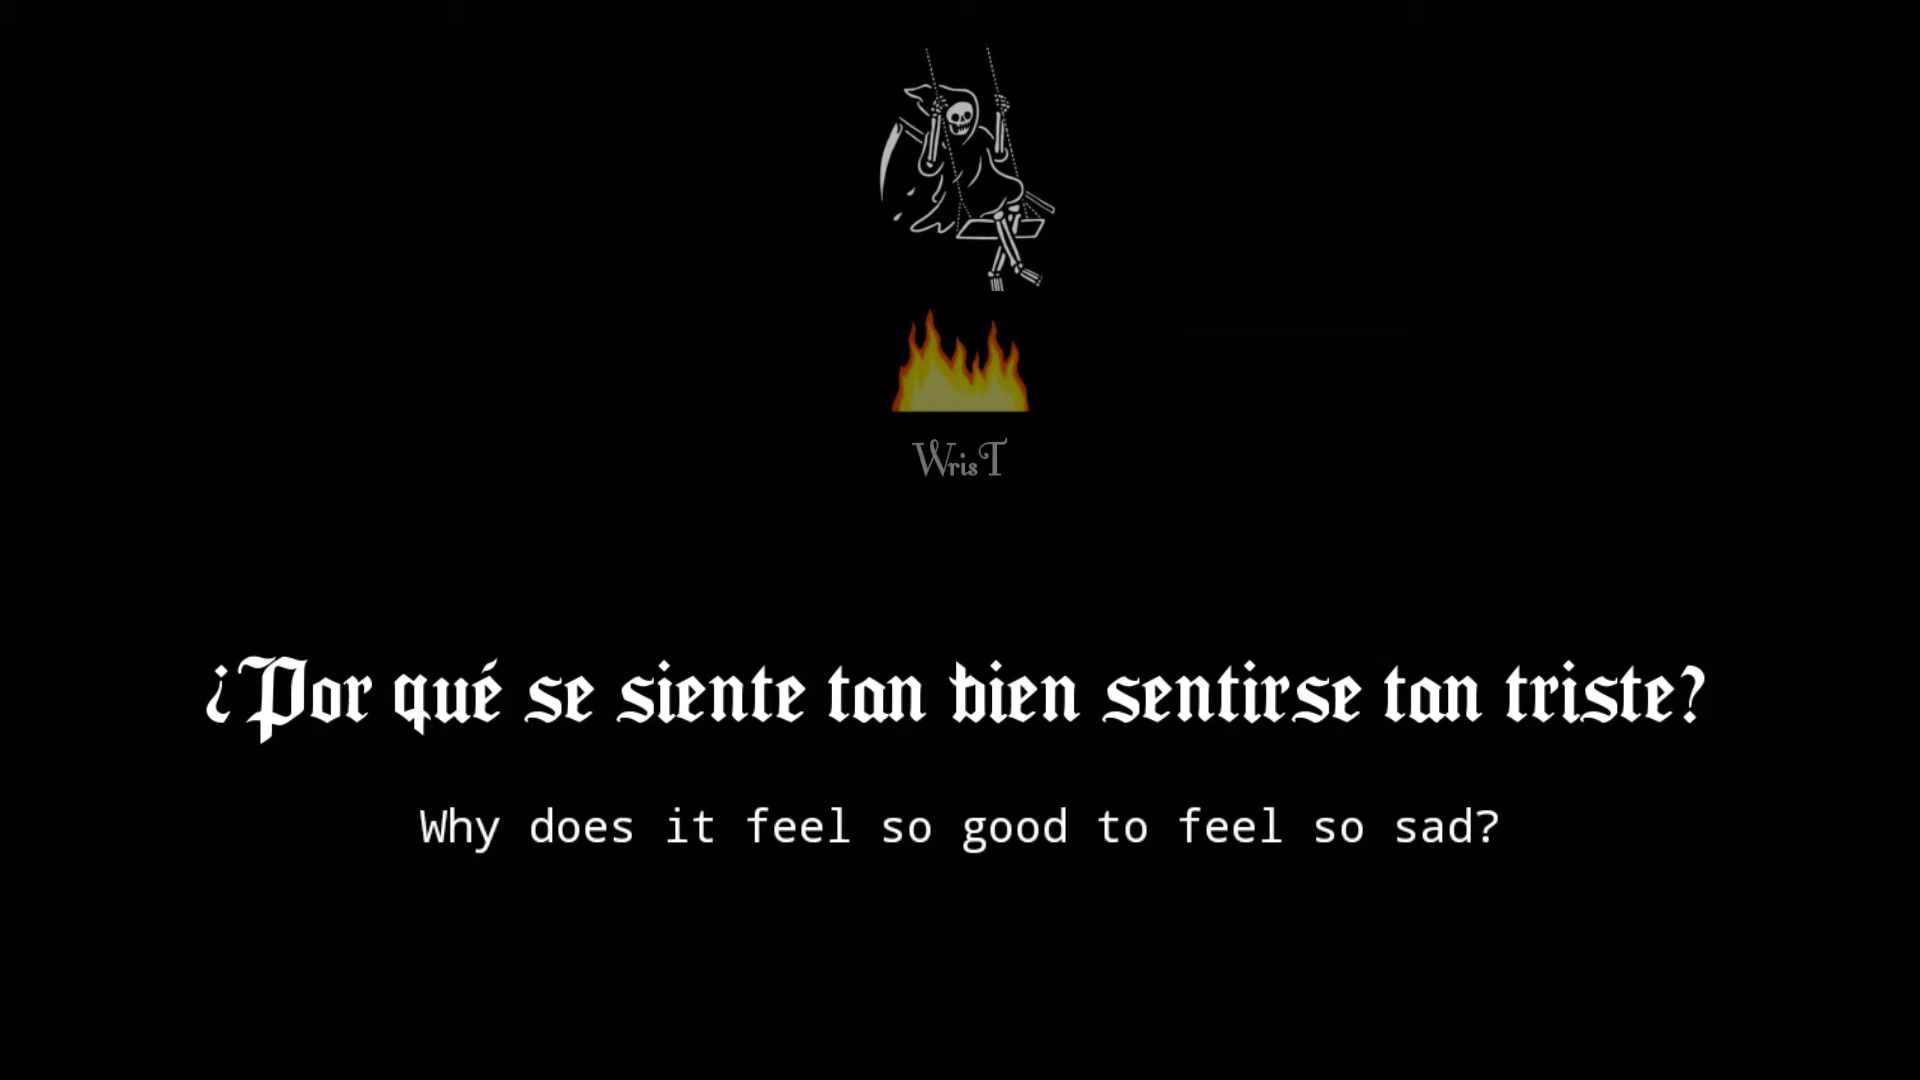 WrisT
¿Por qué se siente tan bien sentirse tan triste?
Why does it feel so good to feel so sad?